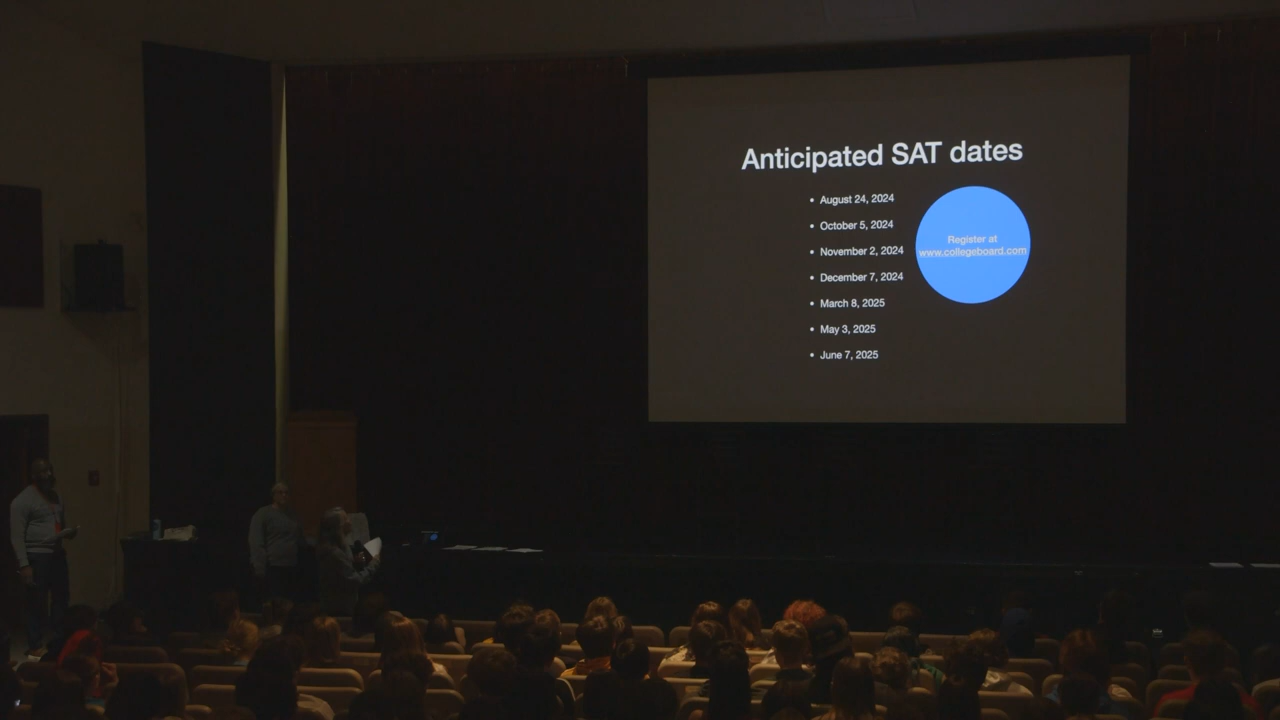 Anticipated SAT dates
• August 24, 2024
• October 5, 2024
• November 2, 2024
• December 7, 2024
• March 8, 2025
• May 3, 2025
• June 7, 2025
Register at
www.collegeboard.com